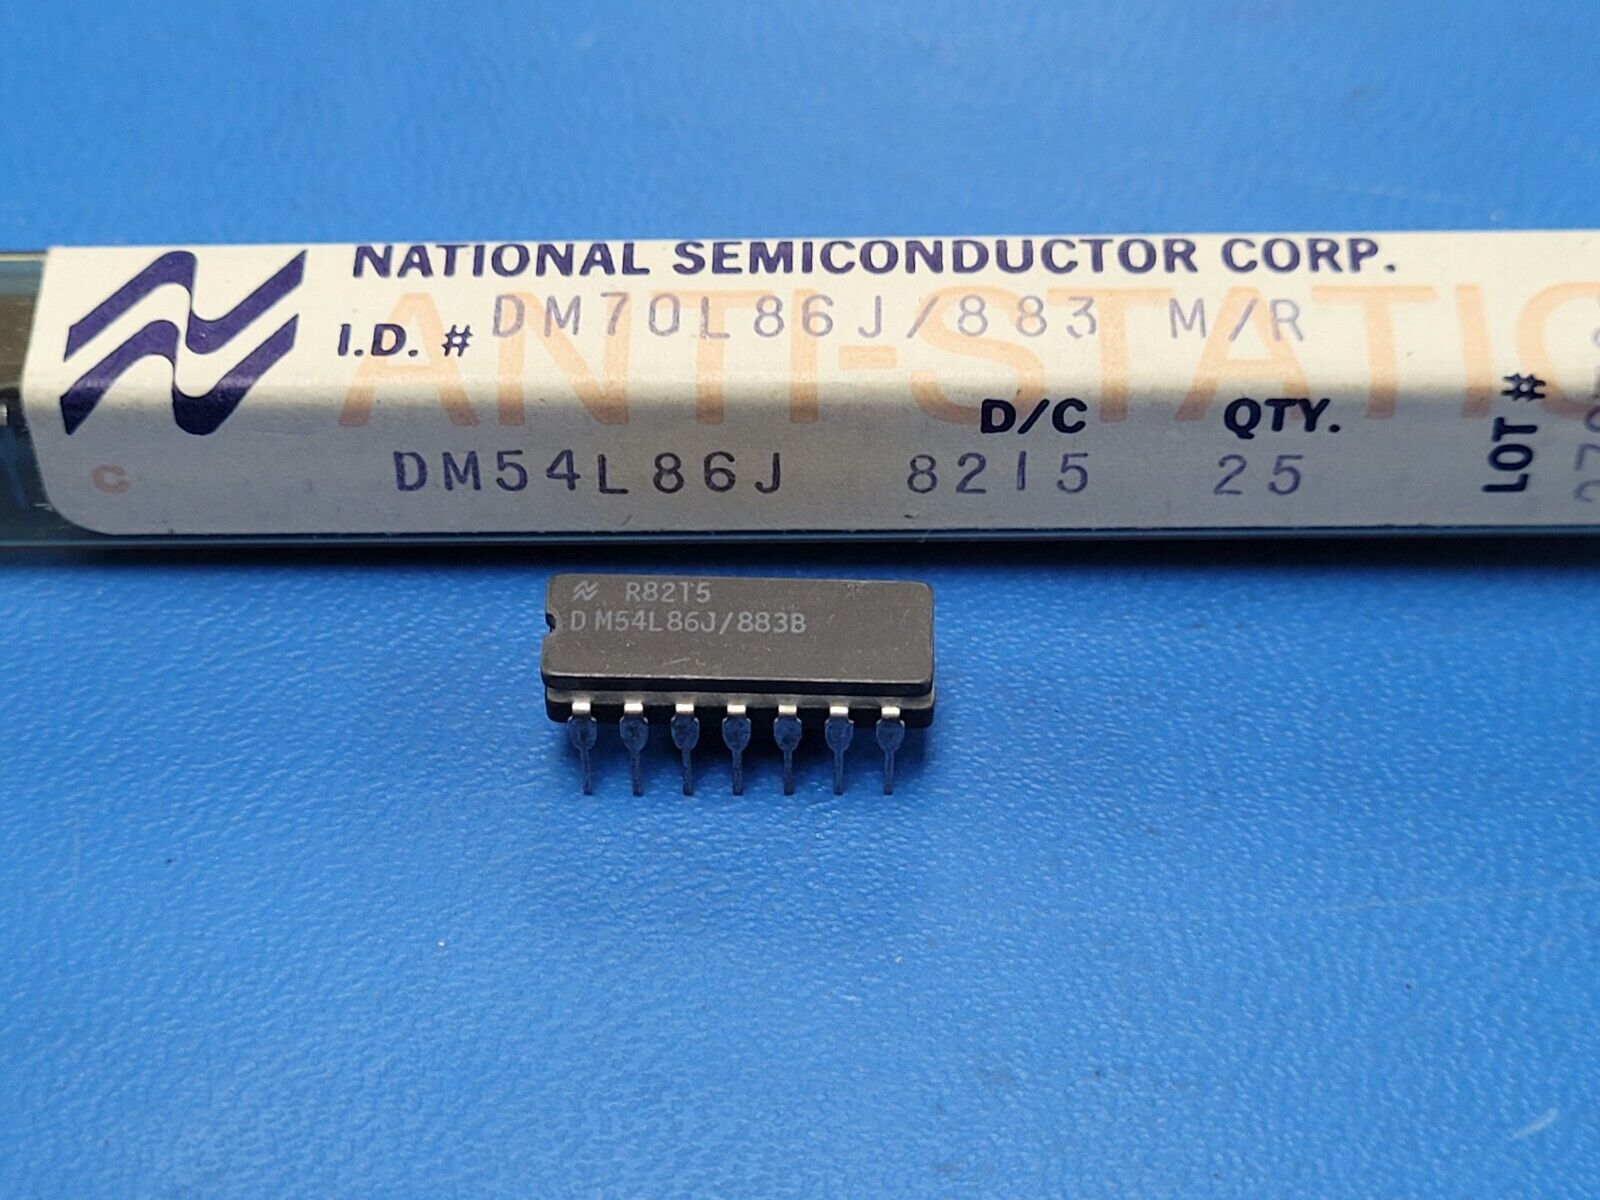 NATIONAL SEMICONDUCTOR CORP.
ANTI-STATIC
I.D. # DM70L86J/883 M/R
D/C QTY.
LOT #
C
DM54L86J 8215 25
R8215
DM54L86J/883B